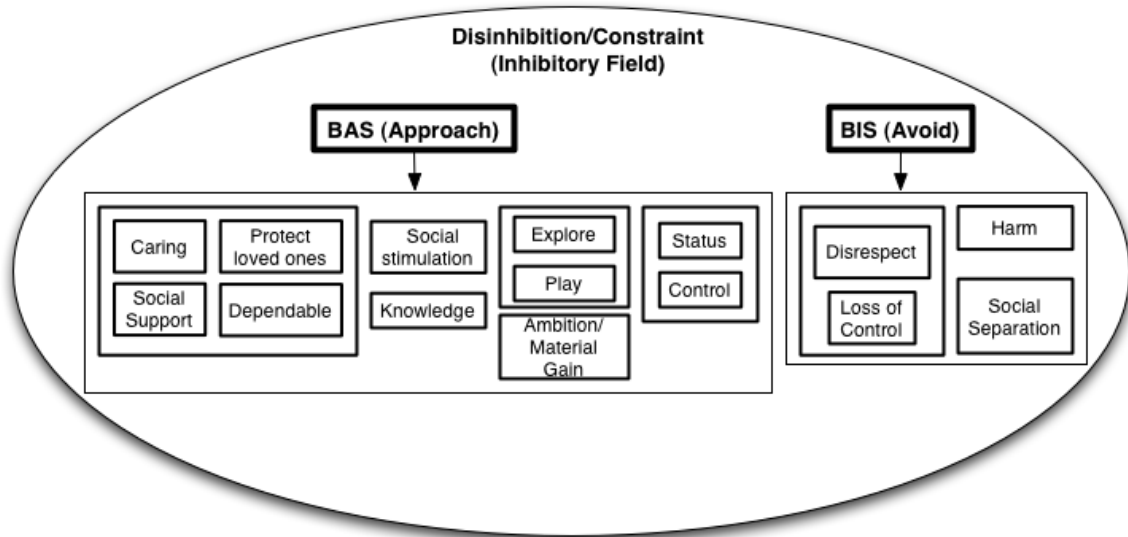 Disinhibition/Constraint
(Inhibitory Field)
BAS (Approach)
BIS (Avoid)
Caring
Protect
loved ones
Social
Support
Dependable
Social
stimulation
Knowledge
Explore
Play
Ambition/
Material
Gain
Status
Control
Disrespect
Loss of
Control
Harm
Social
Separation